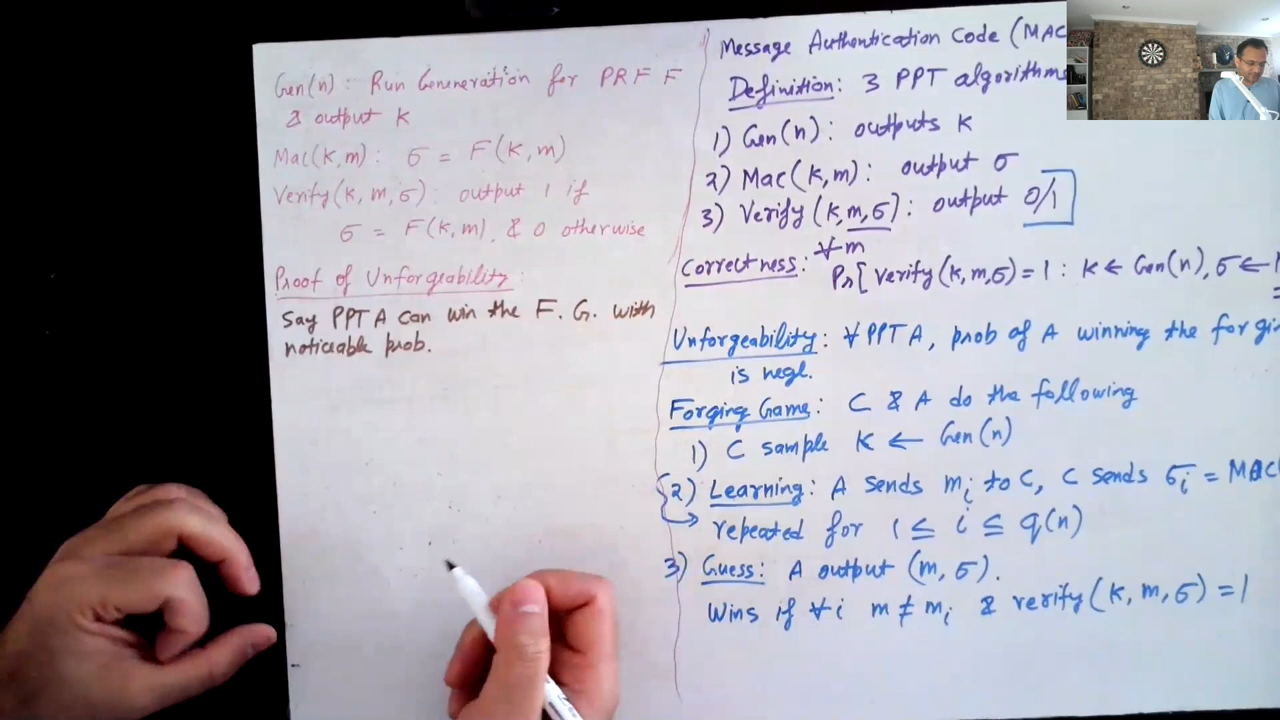 Gen(n): Run Generation for PRF F
& output K
Mac(K,m): σ = F(K,m)
Verify(K,m,σ): output 1 if
σ = F(K,m), & 0 otherwise
Proof of Unforgeability:
Say PPT A can win the F. G. with
noticeable prob.
Message Authentication Code (MAC
Definition: 3 PPT algorithms
1) Gen(n): outputs K
2) Mac(K,m): output σ
3) Verify(K,m,σ): output 0/1
Correctness: ∀m
Pr[Verify(K,m,σ)=1 : K ← Gen(n), σ ←
Unforgeability: ∀ PPT A, prob of A winning the
is negl.
Forging Game: C & A do the following
1) C sample K ← Gen(n)
2) Learning: A sends mᵢ to C, C sends σᵢ = MAC
repeated for 1 ≤ i ≤ q(n)
3) Guess: A output (m,σ).
Wins if ∀i m ≠ mᵢ & verify(K,m,σ)=1